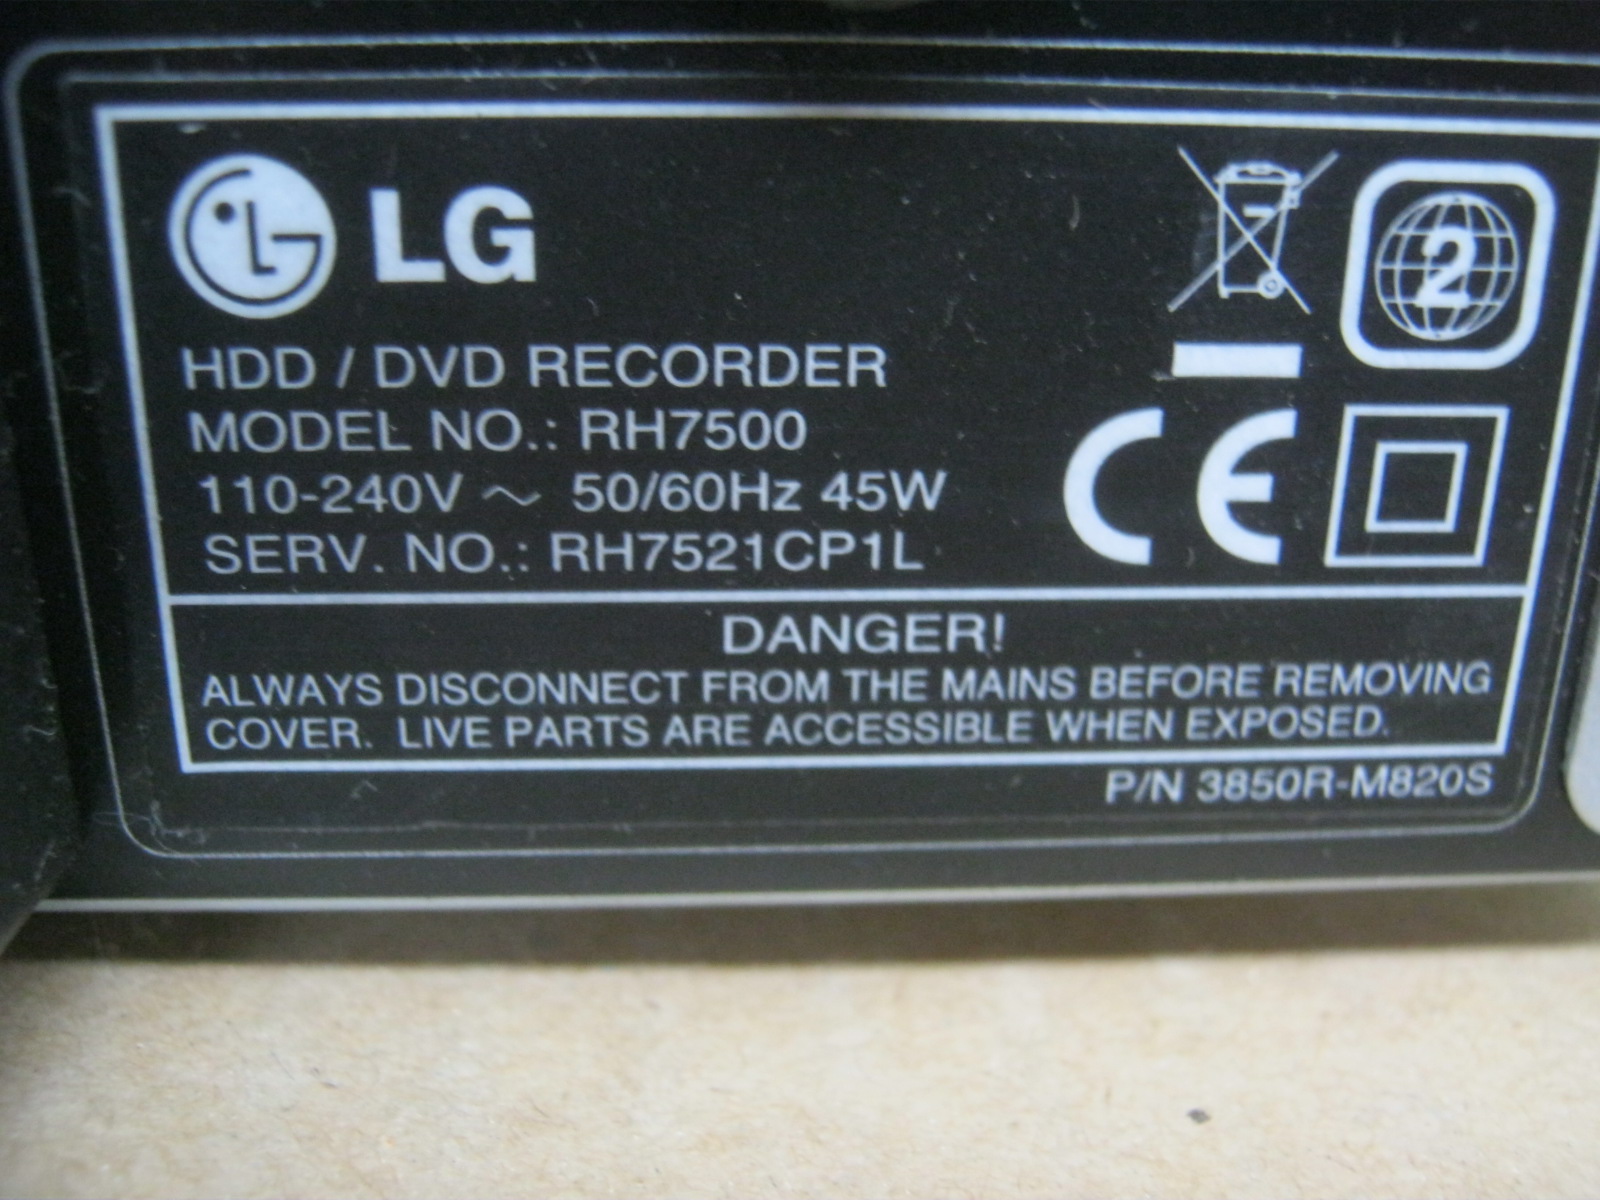 LG
2
HDD / DVD RECORDER
MODEL NO.: RH7500
110-240V ～ 50/60Hz 45W
SERV. NO.: RH7521CP1L
CE
DANGER!
ALWAYS DISCONNECT FROM THE MAINS BEFORE REMOVING
COVER. LIVE PARTS ARE ACCESSIBLE WHEN EXPOSED.
P/N 3850R-M820S